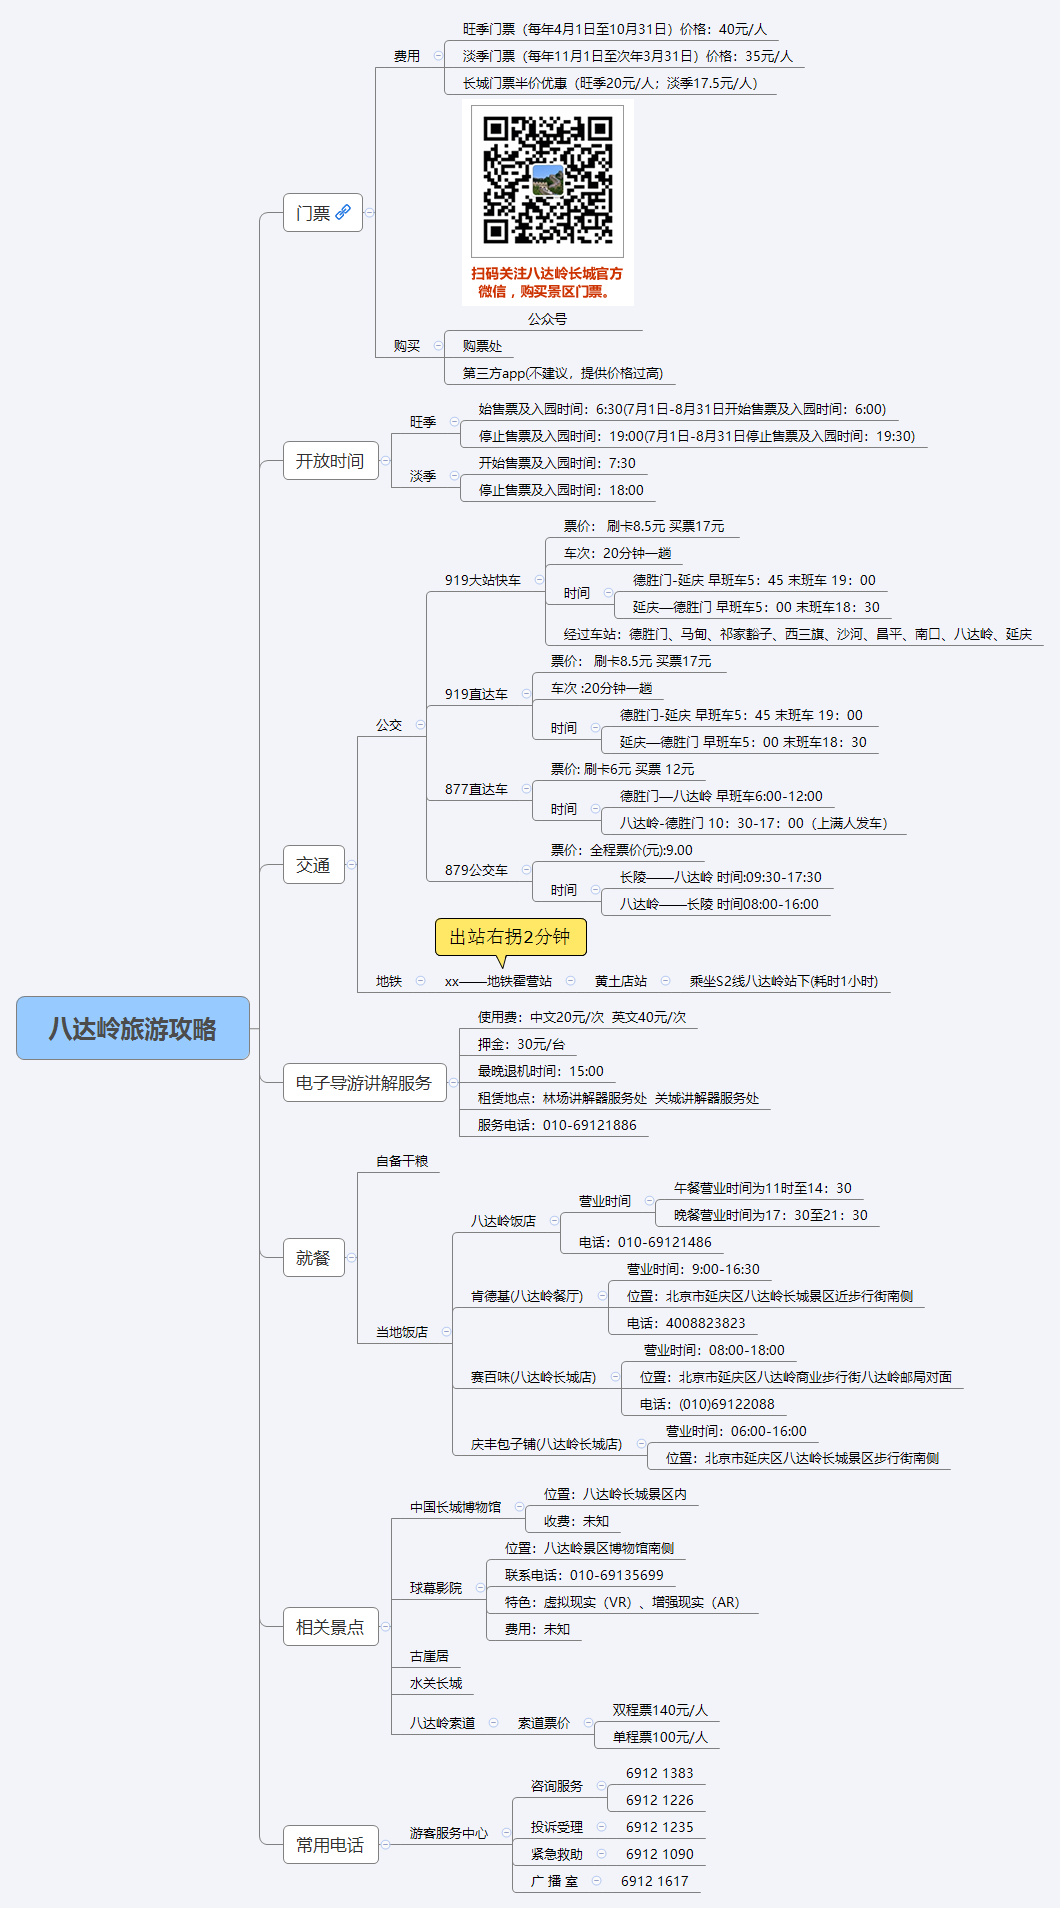 旺季门票（每年4月1日至10月31日）价格：40元/人
费用
淡季门票（每年11月1日至次年3月31日）价格：35元/人
长城门票半价优惠（旺季20元/人；淡季17.5元/人）
门票
扫码关注八达岭长城官方
微信，购买景区门票。
公众号
购买
购票处
第三方app(不建议，提供价格过高)
开放时间
旺季
始售票及入园时间：6:30(7月1日-8月31日开始售票及入园时间：6:00)
停止售票及入园时间：19:00(7月1日-8月31日停止售票及入园时间：19:30)
淡季
开始售票及入园时间：7:30
停止售票及入园时间：18:00
交通
公交
919大站快车
票价： 刷卡8.5元 买票17元
车次：20分钟一趟
时间
德胜门-延庆 早班车5：45 末班车 19：00
延庆—德胜门 早班车5：00 末班车18：30
经过车站：德胜门、马甸、祁家豁子、西三旗、沙河、昌平、南口、八达岭、延庆
919直达车
票价： 刷卡8.5元 买票17元
车次 :20分钟一趟
时间
德胜门-延庆 早班车5：45 末班车 19：00
延庆—德胜门 早班车5：00 末班车18：30
877直达车
票价: 刷卡6元 买票 12元
时间
德胜门—八达岭 早班车6:00-12:00
八达岭-德胜门 10：30-17：00（上满人发车）
879公交车
票价：全程票价(元):9.00
时间
长陵——八达岭 时间:09:30-17:30
八达岭——长陵 时间08:00-16:00
出站右拐2分钟
地铁
xx——地铁霍营站
黄土店站
乘坐S2线八达岭站下(耗时1小时)
八达岭旅游攻略
电子导游讲解服务
使用费：中文20元/次 英文40元/次
押金：30元/台
最晚退机时间：15:00
租赁地点：林场讲解器服务处 关城讲解器服务处
服务电话：010-69121886
就餐
自备干粮
当地饭店
八达岭饭店
营业时间
午餐营业时间为11时至14：30
晚餐营业时间为17：30至21：30
电话：010-69121486
肯德基(八达岭餐厅)
营业时间：9:00-16:30
位置：北京市延庆区八达岭长城景区近步行街南侧
电话：4008823823
赛百味(八达岭长城店)
营业时间：08:00-18:00
位置：北京市延庆区八达岭商业步行街八达岭邮局对面
电话：(010)69122088
庆丰包子铺(八达岭长城店)
营业时间：06:00-16:00
位置：北京市延庆区八达岭长城景区步行街南侧
相关景点
中国长城博物馆
位置：八达岭长城景区内
收费：未知
球幕影院
位置：八达岭景区博物馆南侧
联系电话：010-69135699
特色：虚拟现实（VR）、增强现实（AR）
费用：未知
古崖居
水关长城
八达岭索道
索道票价
双程票140元/人
单程票100元/人
常用电话
游客服务中心
咨询服务
6912 1383
6912 1226
投诉受理
6912 1235
紧急救助
6912 1090
广 播 室
6912 1617